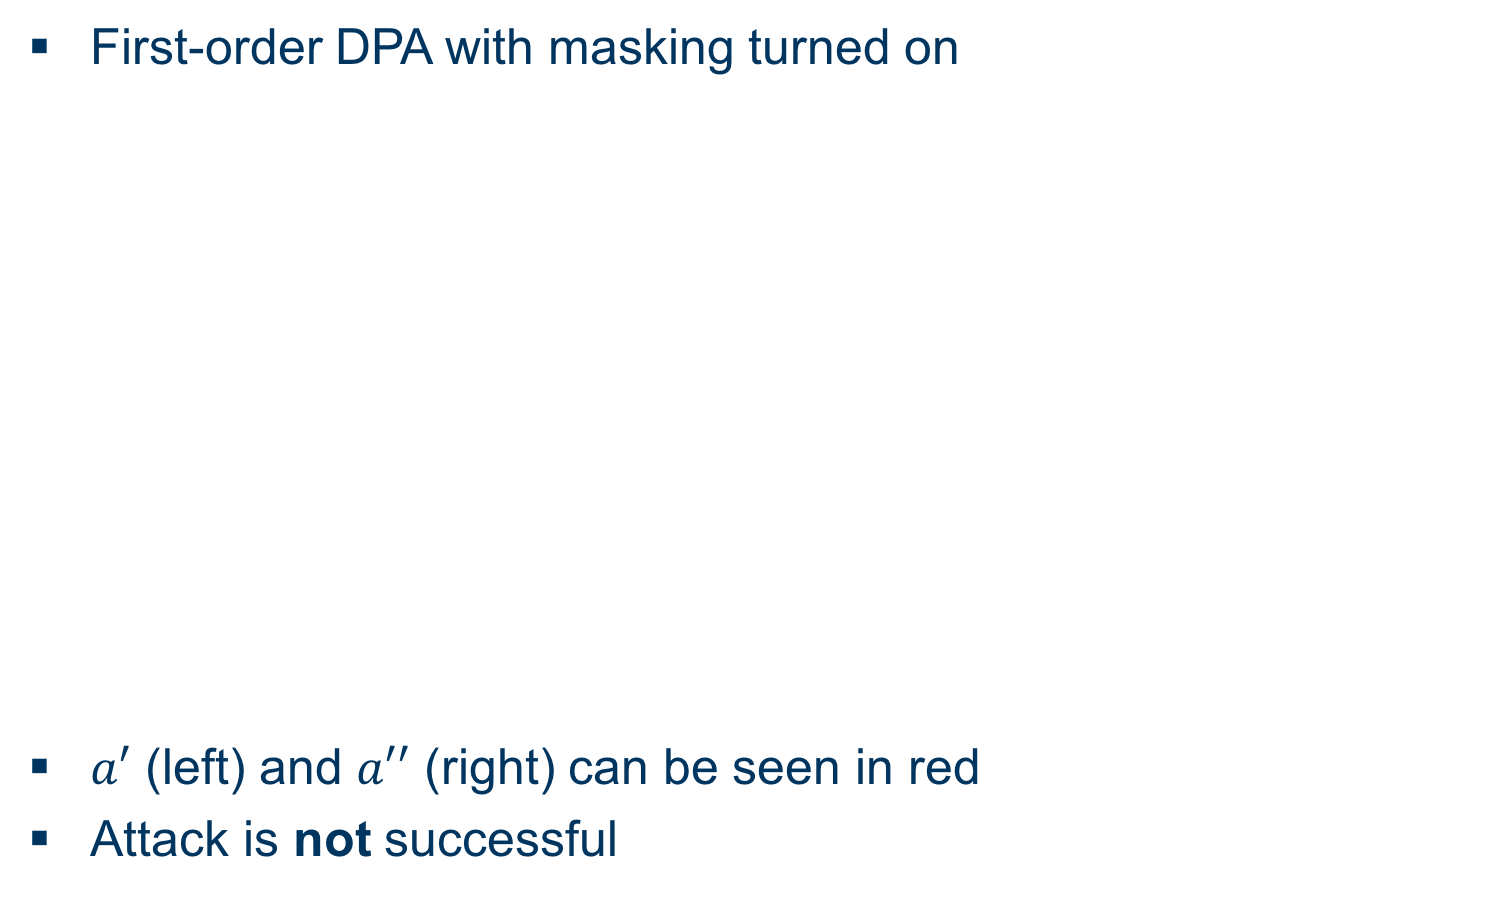 ▪ First-order DPA with masking turned on
▪ 𝑎′ (left) and 𝑎′′ (right) can be seen in red
▪ Attack is not successful